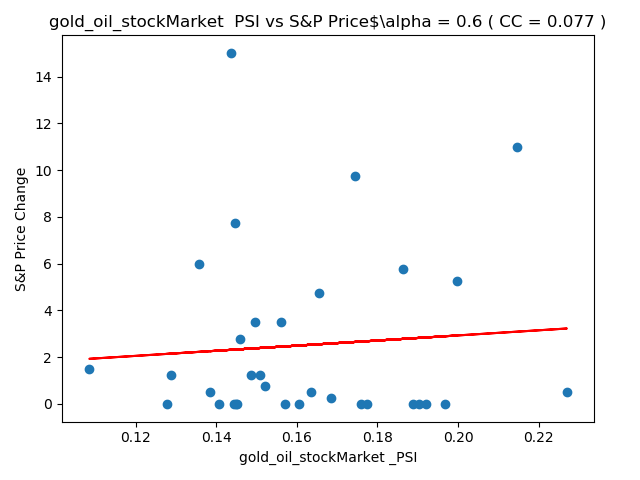 gold_oil_stockMarket  PSI vs S&P Price$\alpha = 0.6 ( CC = 0.077 )
S&P Price Change
14
12
10
8
6
4
2
0
0.12 0.14 0.16 0.18 0.20 0.22
gold_oil_stockMarket _PSI